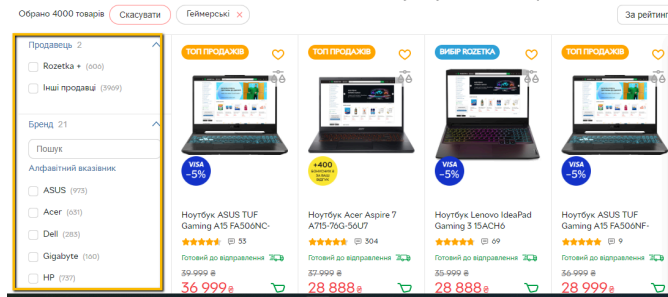 Обрано 4000 товарів Скасувати Геймерські × За рейтинг
Продавець 2
Rozetka + (606)
Інші продавці (3969)
Бренд 21
Пошук
Алфавітний вказівник
ASUS (973)
Acer (651)
Dell (283)
Gigabyte (160)
HP (737)
ТОП ПРОДАЖІВ
VISA
-5%
Ноутбук ASUS TUF
Gaming A15 FA506NC-
53
Готовий до відправлення
39 999 ₴
36 999 ₴
ТОП ПРОДАЖІВ
+400
Ноутбук Acer Aspire 7
A715-76G-56U7
304
Готовий до відправлення
37 999 ₴
28 888 ₴
ВИБІР ROZETKA
VISA
-5%
Ноутбук Lenovo IdeaPad
Gaming 3 15ACH6
69
Готовий до відправлення
35 999 ₴
28 888 ₴
ТОП ПРОДАЖІВ
VISA
-5%
Ноутбук ASUS TUF
Gaming A15 FA506NF-
9
Готовий до відправлення
36 999 ₴
28 999 ₴